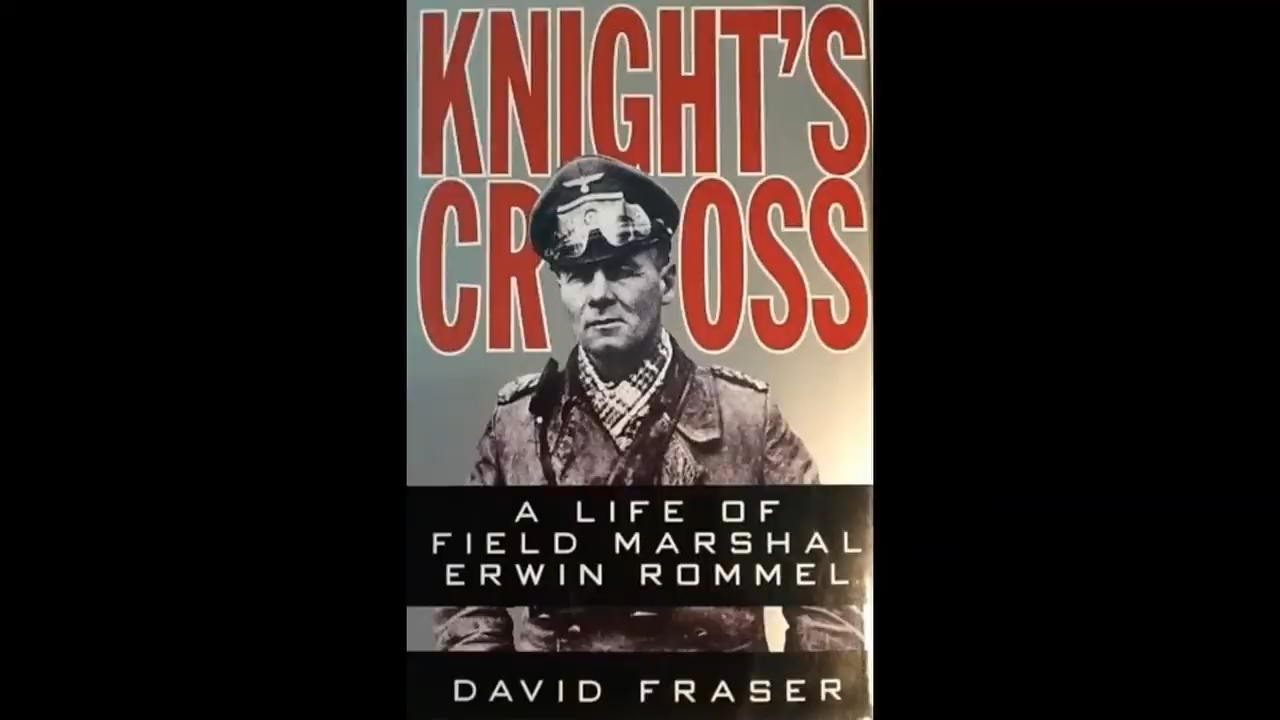 KNIGHT'S
CROSS
A LIFE OF
FIELD MARSHAL
ERWIN ROMMEL
DAVID FRASER